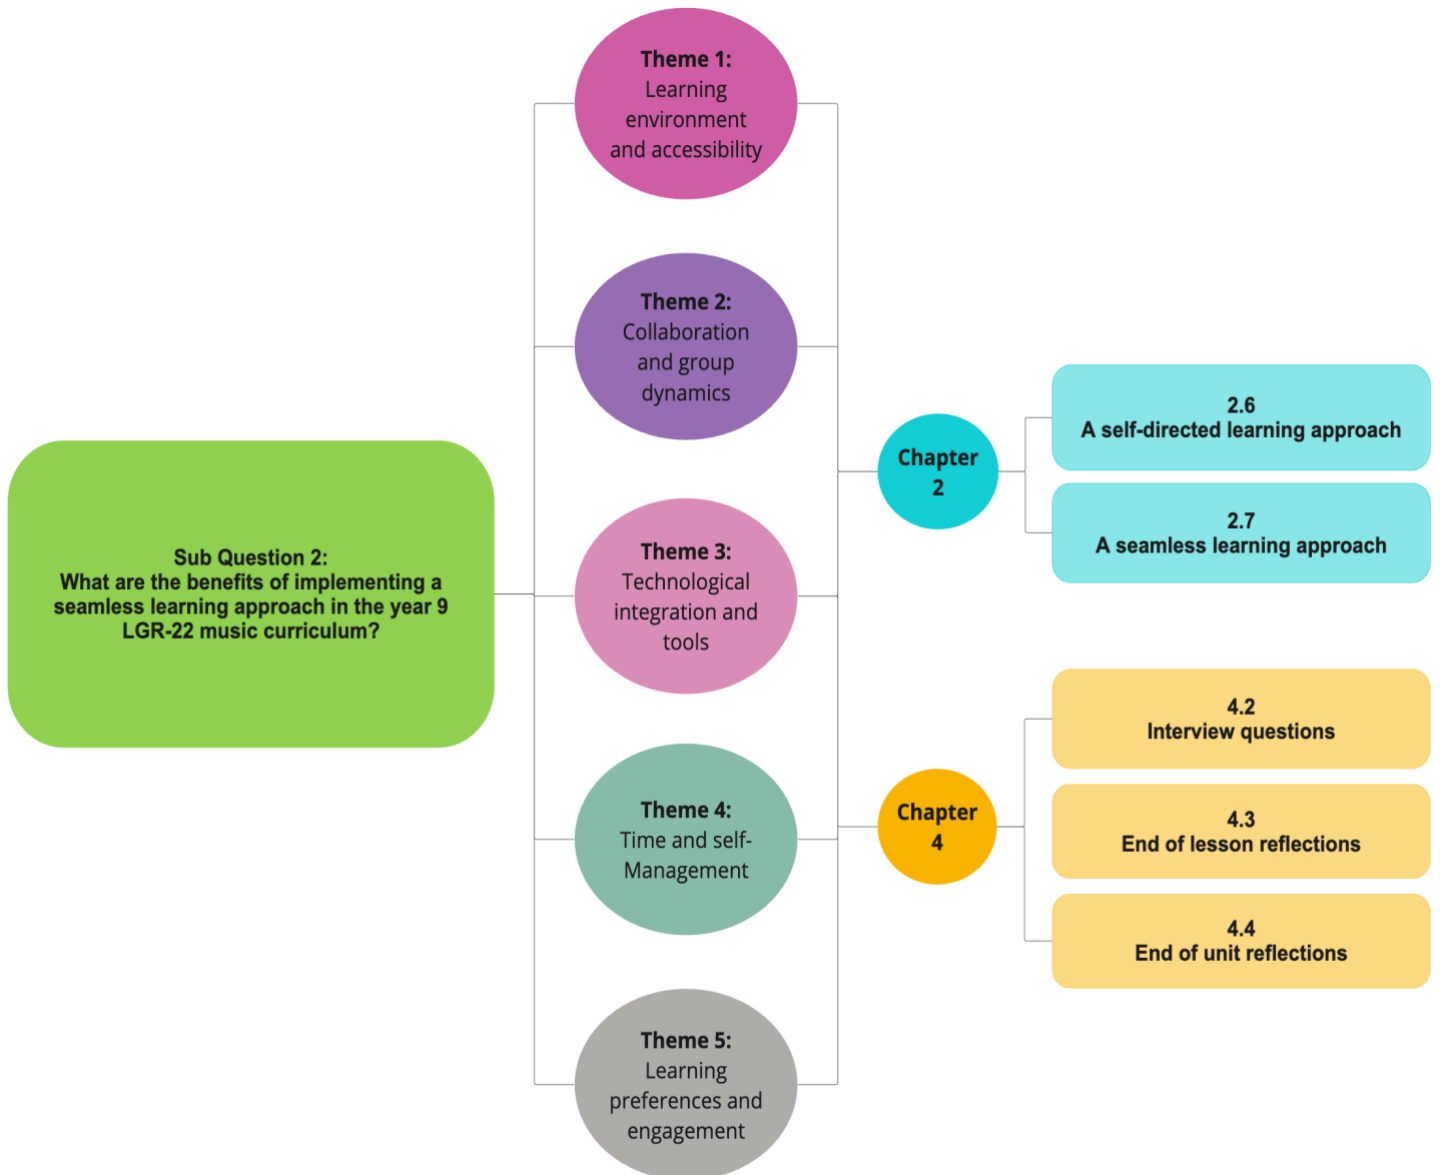 Sub Question 2:
What are the benefits of implementing a
seamless learning approach in the year 9
LGR-22 music curriculum?
Theme 1:
Learning
environment
and accessibility
Theme 2:
Collaboration
and group
dynamics
Theme 3:
Technological
integration and
tools
Theme 4:
Time and self-
Management
Theme 5:
Learning
preferences and
engagement
Chapter
2
2.6
A self-directed learning approach
2.7
A seamless learning approach
Chapter
4
4.2
Interview questions
4.3
End of lesson reflections
4.4
End of unit reflections